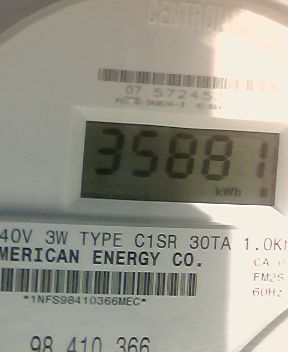 CENTRON
07 57245
35881
kWh
40V 3W TYPE C1SR 30TA 1.0K
MERICAN ENERGY CO.
CA
FM2S
60Hz
*1NFS98410366MEC*
98 410 366